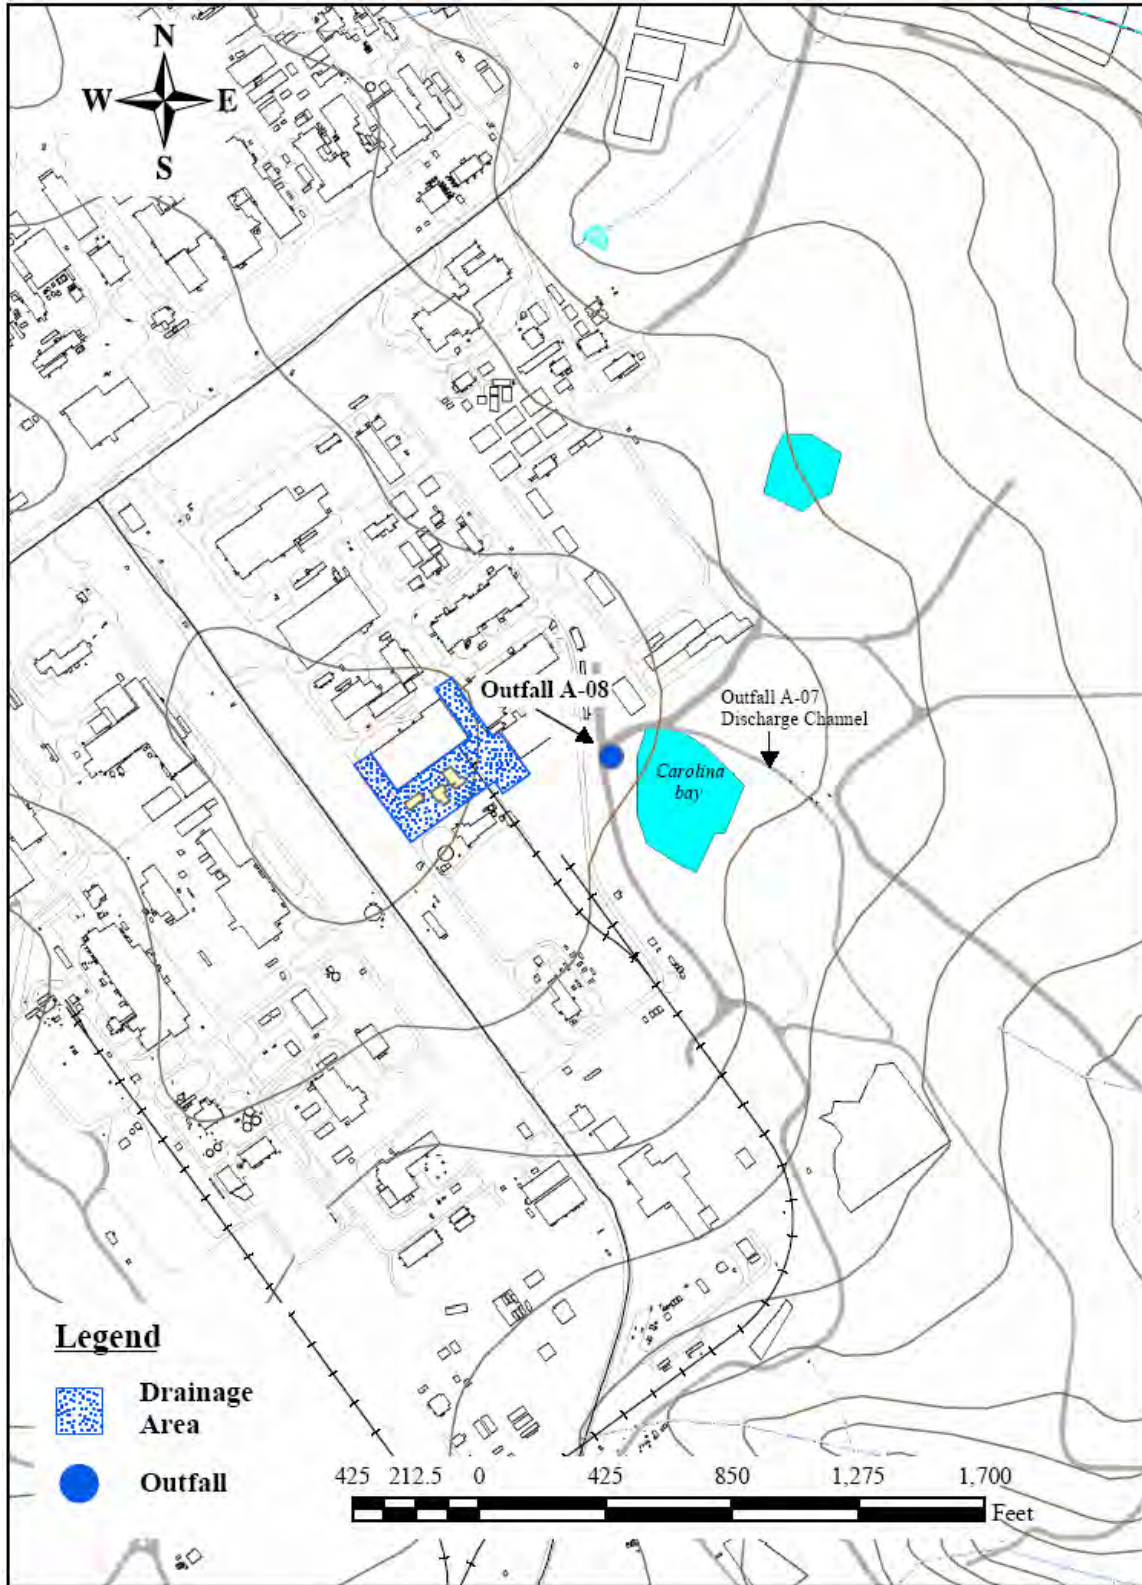 N
W E
S
Outfall A-08
Outfall A-07
Discharge Channel
Carolina
bay
Legend
Drainage
Area
Outfall
425 212.5 0 425 850 1,275 1,700
Feet